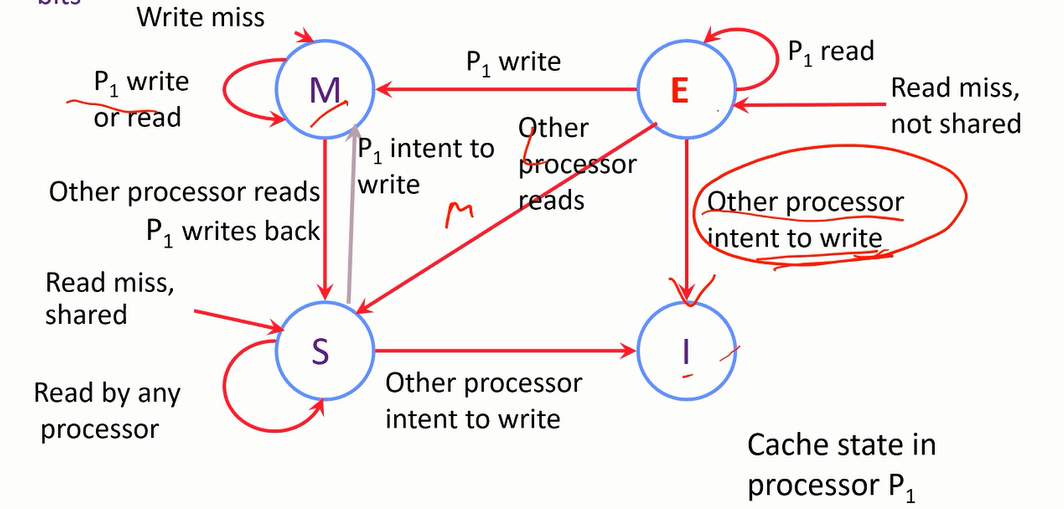 bits
Write miss
P₁ write
or read
M
P₁ write
E
P₁ read
Read miss,
not shared
Other
processor
reads
P₁ intent to
write
Other processor reads
P₁ writes back
M
Other processor
intent to write
Read miss,
shared
S
I
Read by any
processor
Other processor
intent to write
Cache state in
processor P₁